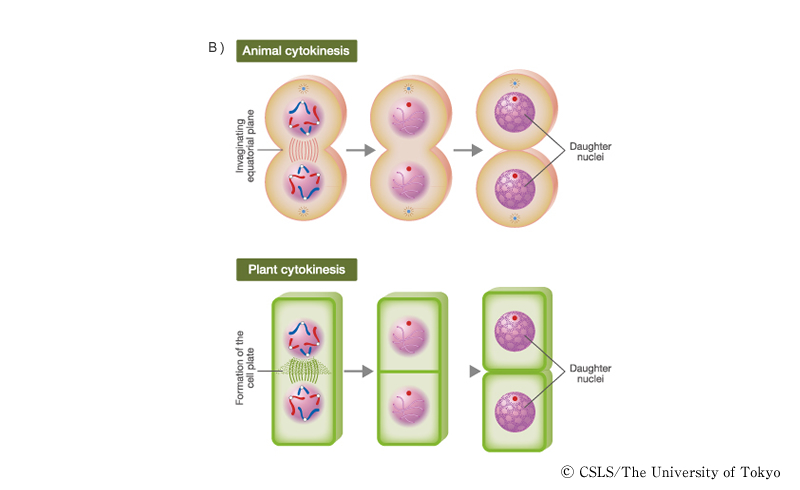 B)
Animal cytokinesis
Invaginating
equatorial plane
Daughter
nuclei
Plant cytokinesis
Formation of the
cell plate
Daughter
nuclei
© CSLS/The University of Tokyo